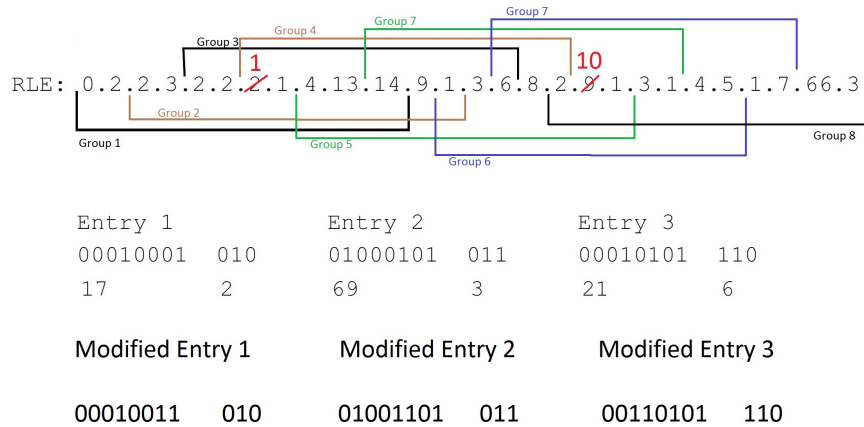 Group 7
Group 7
Group 4
Group 3
1
10
RLE: 0.2.2.3.2.2.2.1.4.13.14.9.1.3.6.8.2.9.1.3.1.4.5.1.7.66.3
Group 2
Group 1
Group 5
Group 6
Group 8
Entry 1 Entry 2 Entry 3
00010001 010 01000101 011 00010101 110
17 2 69 3 21 6
Modified Entry 1 Modified Entry 2 Modified Entry 3
00010011 010 01001101 011 00110101 110